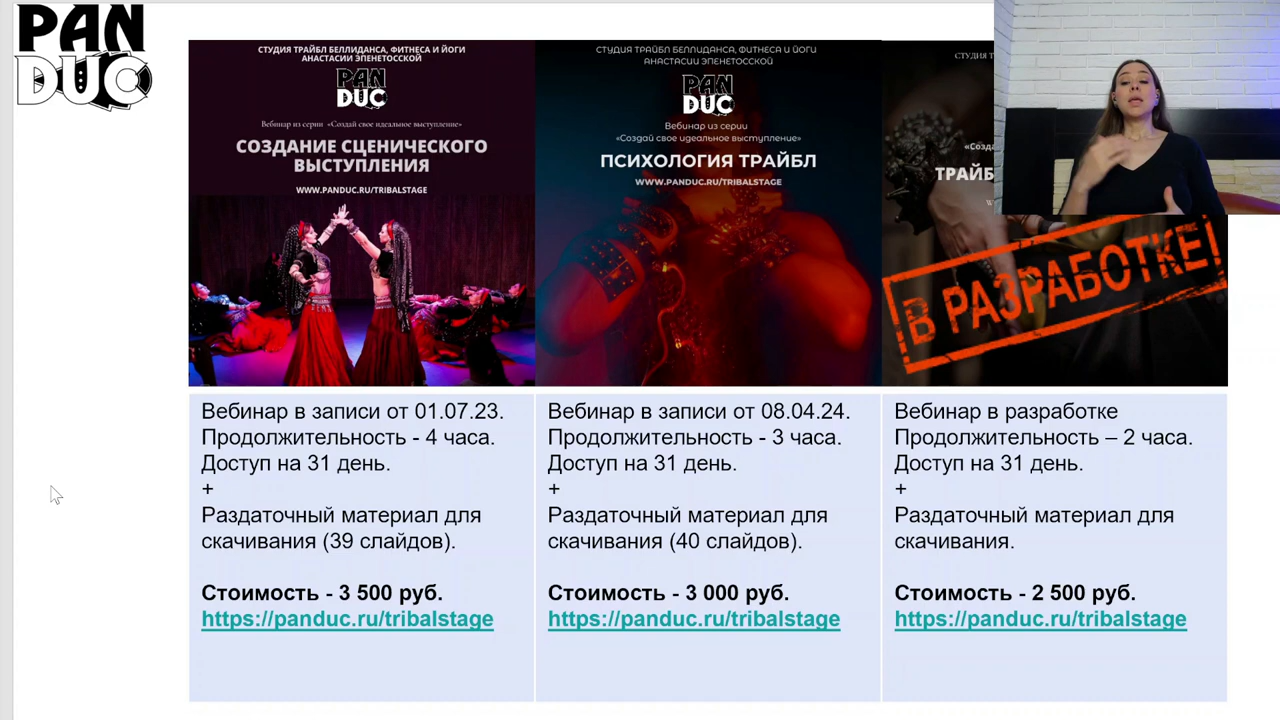 PAN
DUC
СТУДИЯ ТРАЙБЛ БЕЛЛИДАНСА, ФИТНЕСА И ЙОГИ
АНАСТАСИИ ЭПЕНЕТОССКОЙ
PAN
DUC
Вебинар из серии «Создай свое идеальное выступление»
СОЗДАНИЕ СЦЕНИЧЕСКОГО
ВЫСТУПЛЕНИЯ
WWW.PANDUC.RU/TRIBALSTAGE
СТУДИЯ ТРАЙБЛ БЕЛЛИДАНСА, ФИТНЕСА И ЙОГИ
АНАСТАСИИ ЭПЕНЕТОССКОЙ
PAN
DUC
Вебинар из серии
«Создай свое идеальное выступление»
ПСИХОЛОГИЯ ТРАЙБЛ
WWW.PANDUC.RU/TRIBALSTAGE
СТУДИЯ
ТРАЙБ
В РАЗРАБОТКЕ!
Вебинар в записи от 01.07.23.
Продолжительность - 4 часа.
Доступ на 31 день.
+
Раздаточный материал для
скачивания (39 слайдов).
Стоимость - 3 500 руб.
https://panduc.ru/tribalstage
Вебинар в записи от 08.04.24.
Продолжительность - 3 часа.
Доступ на 31 день.
+
Раздаточный материал для
скачивания (40 слайдов).
Стоимость - 3 000 руб.
https://panduc.ru/tribalstage
Вебинар в разработке
Продолжительность – 2 часа.
Доступ на 31 день.
+
Раздаточный материал для
скачивания.
Стоимость - 2 500 руб.
https://panduc.ru/tribalstage